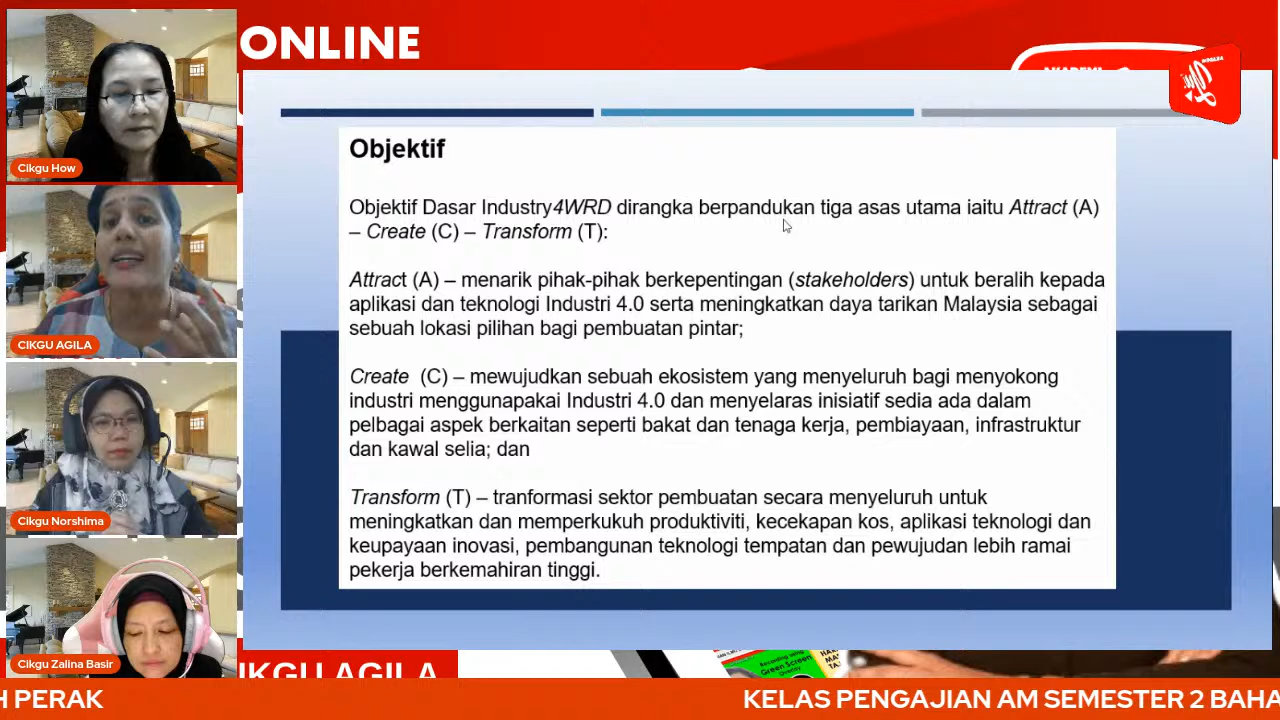 ONLINE
AKADEMI
Cikgu How
CIKGU AGILA
Cikgu Norshima
Cikgu Zalina Basir
Objektif
Objektif Dasar Industry4WRD dirangka berpandukan tiga asas utama iaitu Attract (A)
– Create (C) – Transform (T):
Attract (A) – menarik pihak-pihak berkepentingan (stakeholders) untuk beralih kepada
aplikasi dan teknologi Industri 4.0 serta meningkatkan daya tarikan Malaysia sebagai
sebuah lokasi pilihan bagi pembuatan pintar;
Create (C) – mewujudkan sebuah ekosistem yang menyeluruh bagi menyokong
industri menggunapakai Industri 4.0 dan menyelaras inisiatif sedia ada dalam
pelbagai aspek berkaitan seperti bakat dan tenaga kerja, pembiayaan, infrastruktur
dan kawal selia; dan
Transform (T) – tranformasi sektor pembuatan secara menyeluruh untuk
meningkatkan dan memperkukuh produktiviti, kecekapan kos, aplikasi teknologi dan
keupayaan inovasi, pembangunan teknologi tempatan dan pewujudan lebih ramai
pekerja berkemahiran tinggi.
IKGU AGILA
Green Screen
H PERAK
KELAS PENGAJIAN AM SEMESTER 2 BAHA